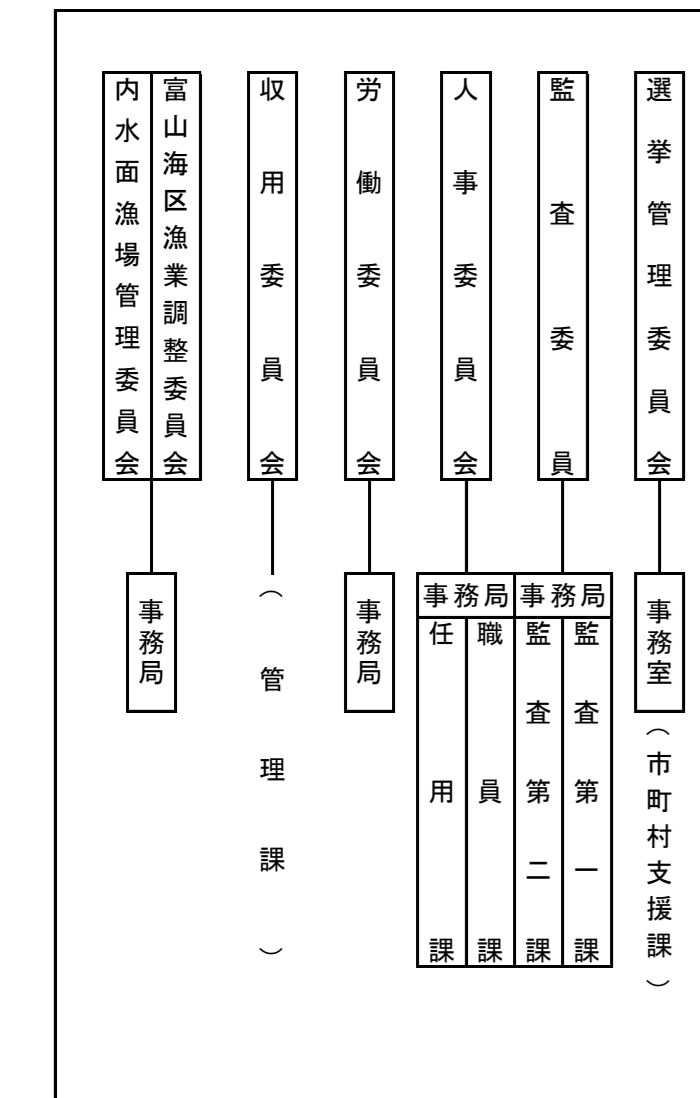 選挙管理委員会
監査委員
人事委員会
労働委員会
収用委員会
富山海区漁業調整委員会
内水面漁場管理委員会
事務室
（市町村支援課）
事務局
監査第一課
監査第二課
事務局
職員課
任用課
事務局
（管理課）
事務局